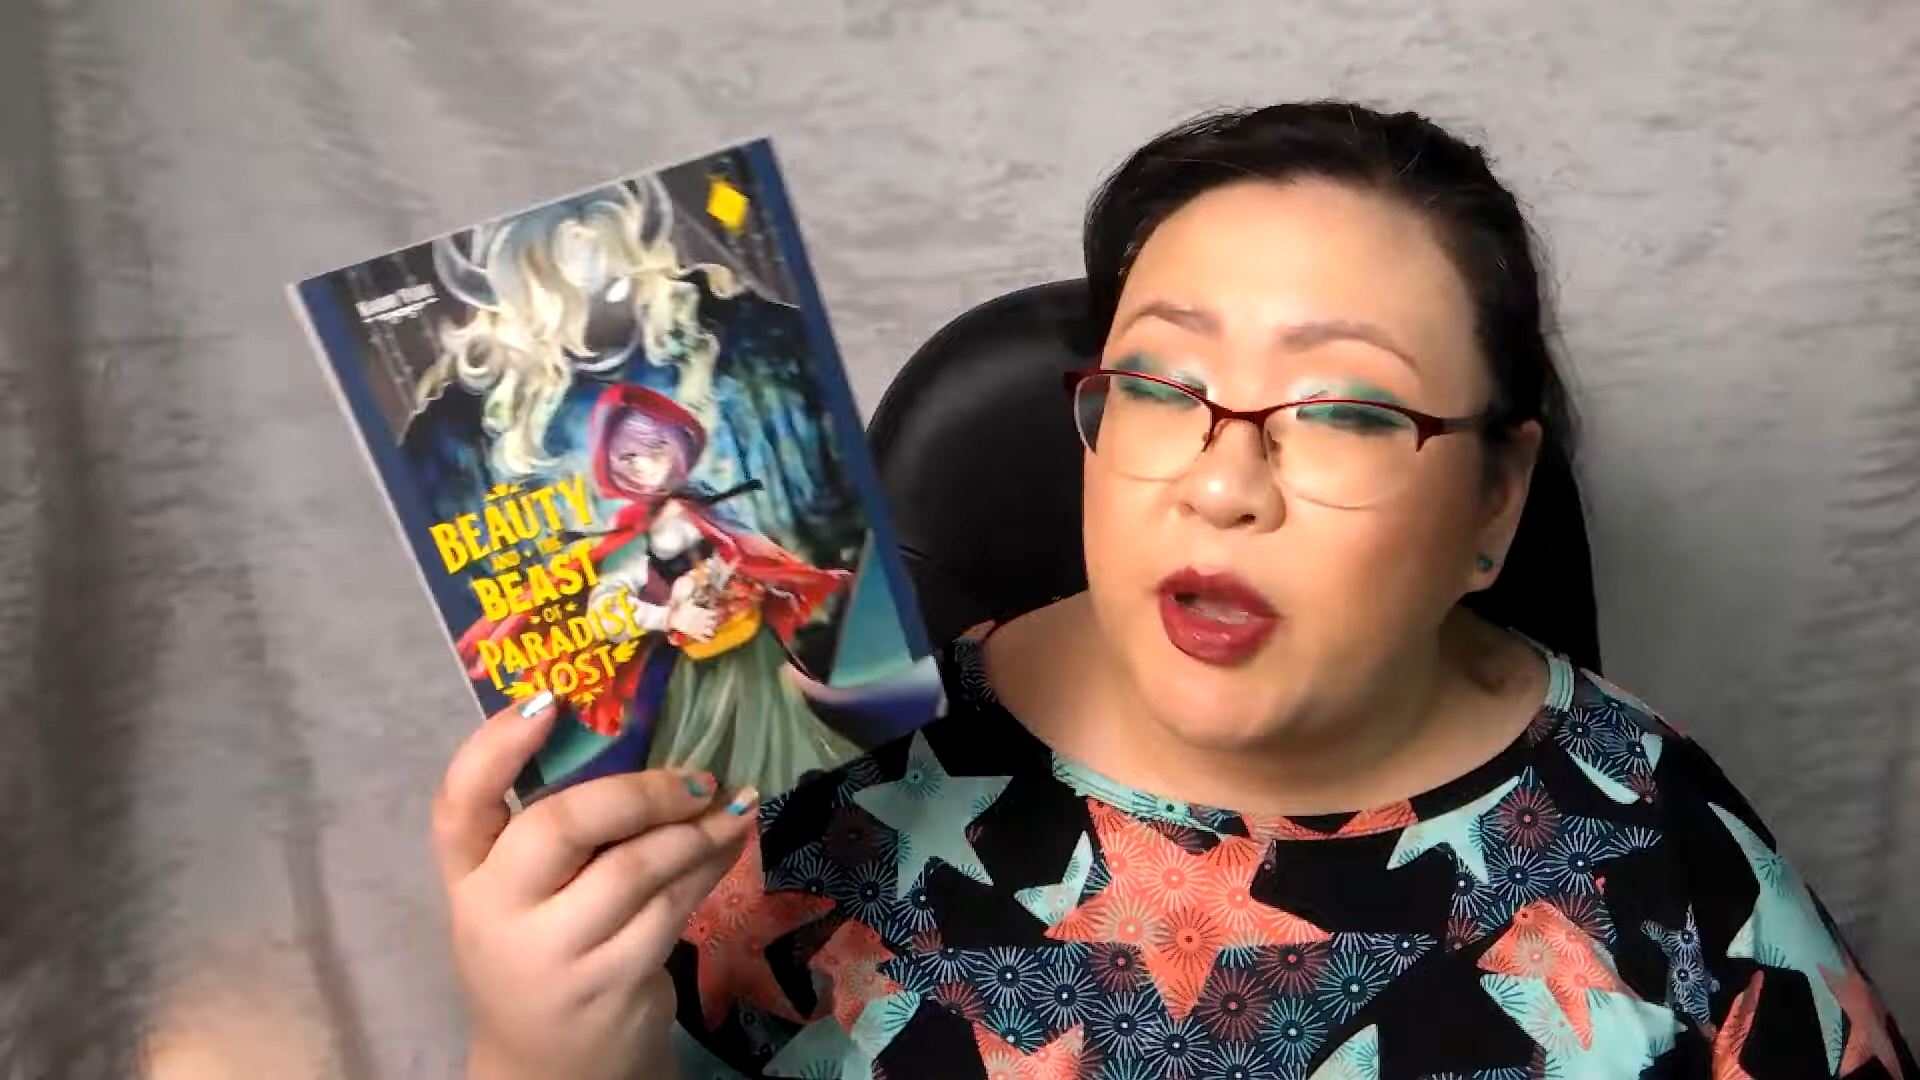 BEAUTY
AND THE
BEAST
OF
PARADISE
LOST